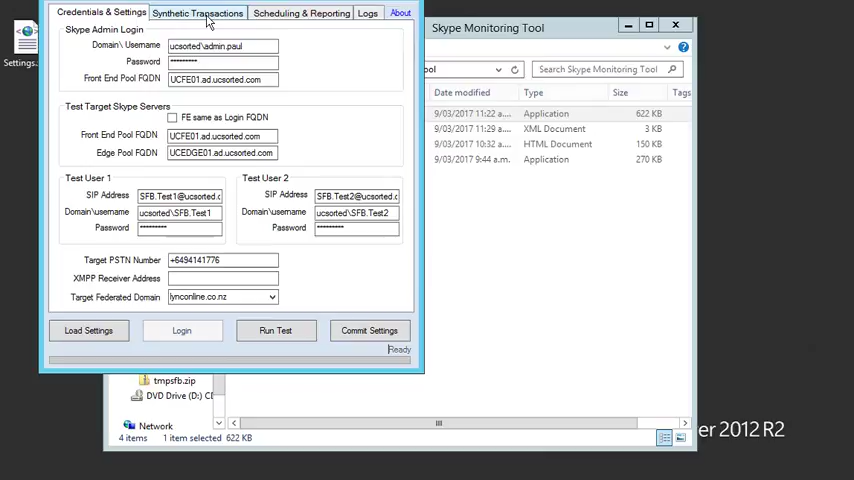 Credentials & Settings Synthetic Transactions Scheduling & Reporting Logs About
Skype Admin Login
Domain\ Username ucsorted\admin.paul
Password *********
Front End Pool FQDN UCFE01.ad.ucsorted.com
Test Target Skype Servers
FE same as Login FQDN
Front End Pool FQDN UCFE01.ad.ucsorted.com
Edge Pool FQDN UCEDGE01.ad.ucsorted.com
Test User 1
SIP Address SFB.Test1@ucsorted.c
Domain\username ucsorted\SFB.Test1
Password *********
Test User 2
SIP Address SFB.Test2@ucsorted.c
Domain\username ucsorted\SFB.Test2
Password *********
Target PSTN Number +6494141776
XMPP Receiver Address
Target Federated Domain lynconline.co.nz
Load Settings Login Run Test Commit Settings
Ready
Settings.
Skype Monitoring Tool
ool Search Skype Monitoring Tool
Date modified Type Size Tags
9/03/2017 11:22 a.... Application 622 KB
9/03/2017 11:29 a.... XML Document 3 KB
9/03/2017 10:32 a.... HTML Document 150 KB
9/03/2017 9:44 a.m. Application 270 KB
tmpsfb.zip
DVD Drive (D:) CD
Network
4 items 1 item selected 622 KB
er 2012 R2